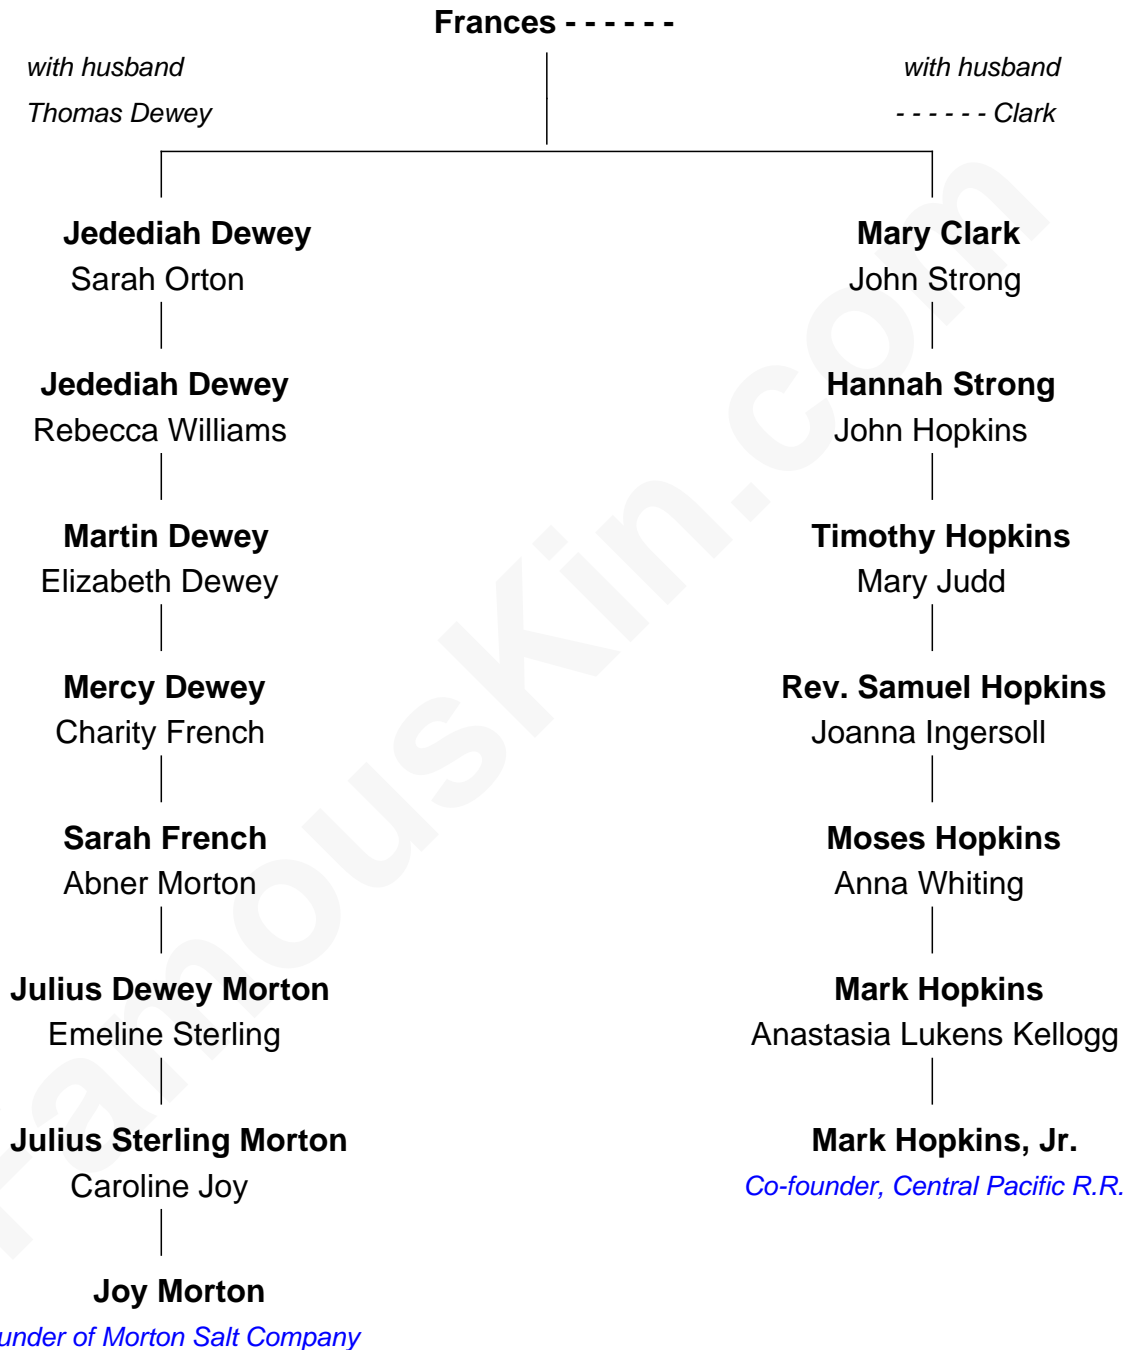 Frances - - - - - -
with husband
Thomas Dewey
with husband
- - - - - - Clark
Jedediah Dewey
Sarah Orton
Mary Clark
John Strong
Jedediah Dewey
Rebecca Williams
Hannah Strong
John Hopkins
Martin Dewey
Elizabeth Dewey
Timothy Hopkins
Mary Judd
Mercy Dewey
Charity French
Rev. Samuel Hopkins
Joanna Ingersoll
Sarah French
Abner Morton
Moses Hopkins
Anna Whiting
Julius Dewey Morton
Emeline Sterling
Mark Hopkins
Anastasia Lukens Kellogg
Julius Sterling Morton
Caroline Joy
Mark Hopkins, Jr.
Co-founder, Central Pacific R.R.
Joy Morton
under of Morton Salt Company
FamousKin.com